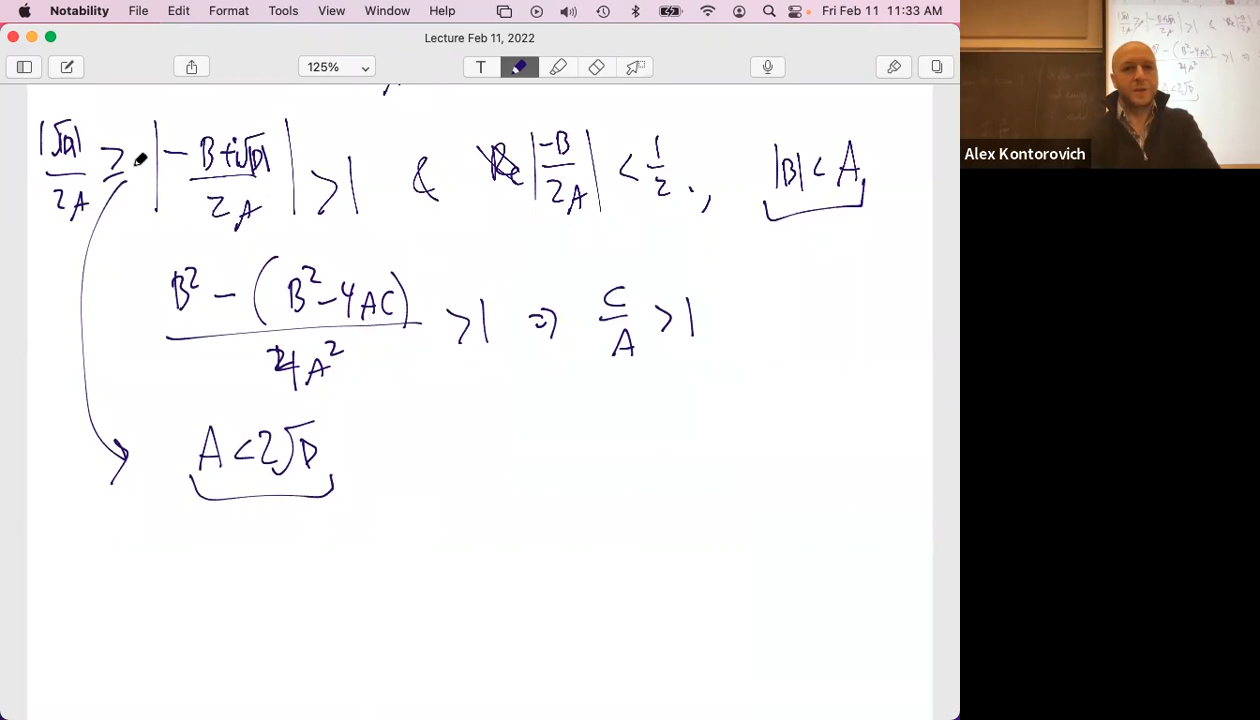 Notability File Edit Format Tools View Window Help Fri Feb 11 11:33 AM
Lecture Feb 11, 2022
125% T
|√D|/2A ≥ |−B+i√|D|/2A| > 1 & |−B/2A| < 1/2., |B| < A
B² − (B² − 4AC)/4A² > 1 ⇒ C/A > 1
A < 2√D
Alex Kontorovich